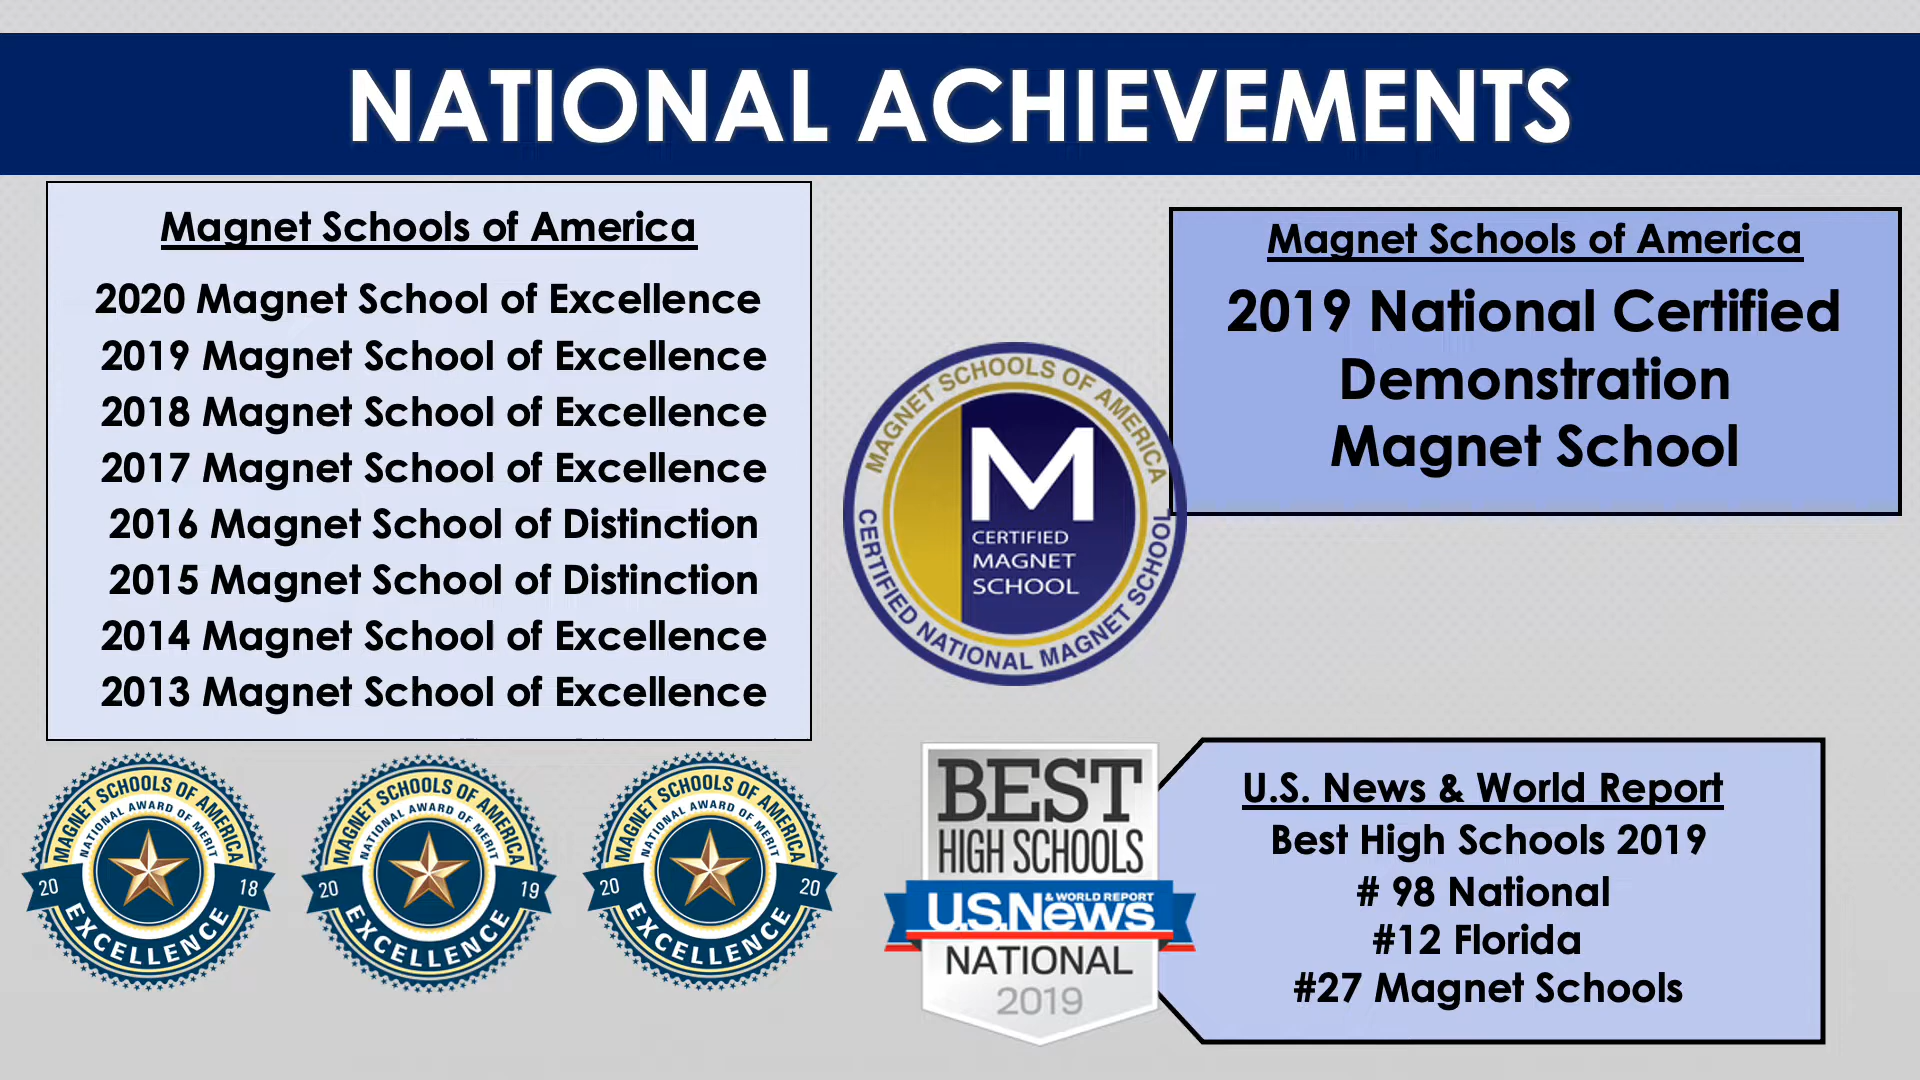 NATIONAL ACHIEVEMENTS
Magnet Schools of America
2020 Magnet School of Excellence
2019 Magnet School of Excellence
2018 Magnet School of Excellence
2017 Magnet School of Excellence
2016 Magnet School of Distinction
2015 Magnet School of Distinction
2014 Magnet School of Excellence
2013 Magnet School of Excellence
MAGNET SCHOOLS OF AMERICA
NATIONAL AWARD OF MERIT
20 18
EXCELLENCE
MAGNET SCHOOLS OF AMERICA
NATIONAL AWARD OF MERIT
20 19
EXCELLENCE
MAGNET SCHOOLS OF AMERICA
NATIONAL AWARD OF MERIT
20 20
EXCELLENCE
MAGNET SCHOOLS OF AMERICA
M
CERTIFIED
MAGNET
SCHOOL
CERTIFIED NATIONAL MAGNET SCHOOL
Magnet Schools of America
2019 National Certified
Demonstration
Magnet School
BEST
HIGH SCHOOLS
U.S.News & WORLD REPORT
NATIONAL
2019
U.S. News & World Report
Best High Schools 2019
# 98 National
#12 Florida
#27 Magnet Schools